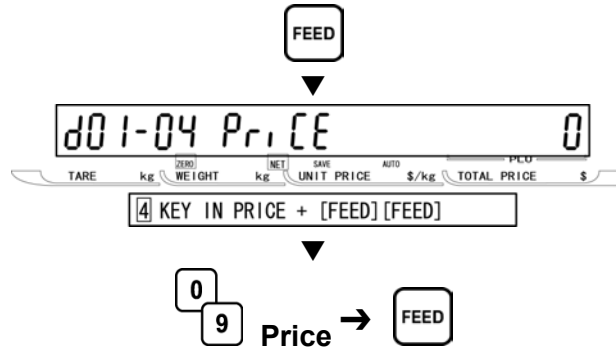 FEED
d01-04 PriCE 0
ZERO NET SAVE AUTO PLU
TARE kg WEIGHT kg UNIT PRICE $/kg TOTAL PRICE $
4 KEY IN PRICE + [FEED][FEED]
0
9 Price → FEED